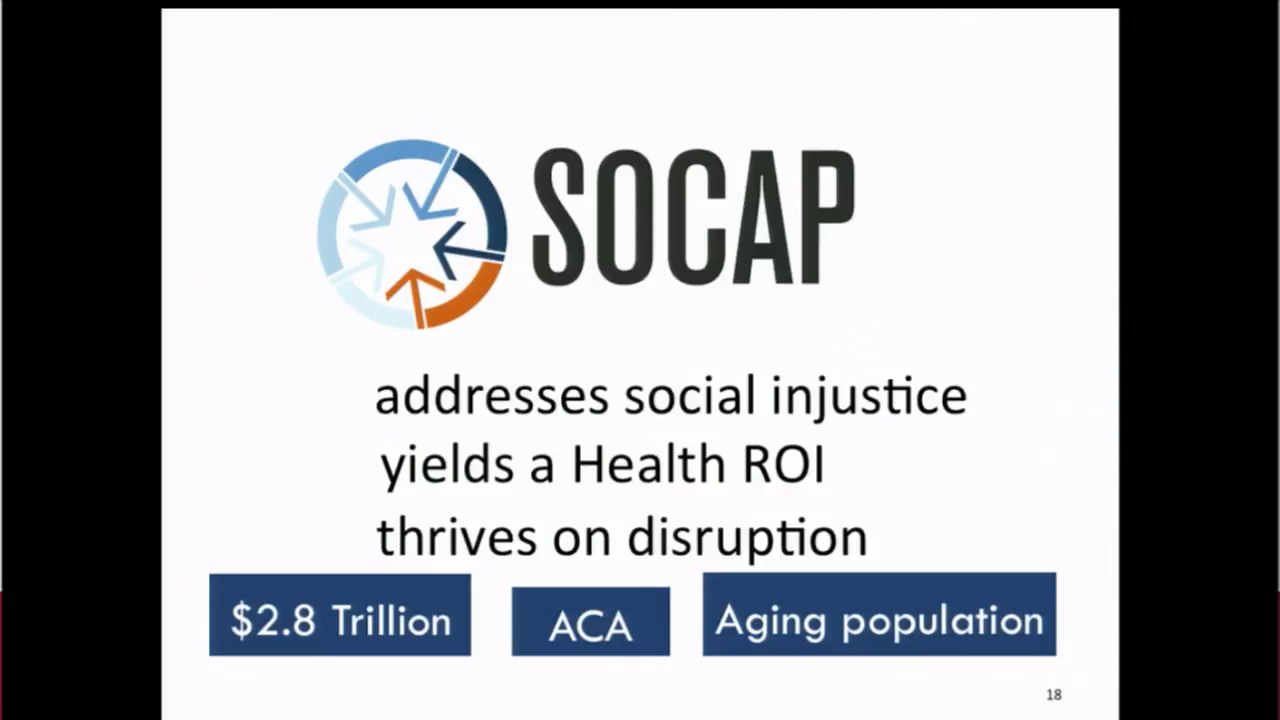 SOCAP
addresses social injustice
yields a Health ROI
thrives on disruption
$2.8 Trillion
ACA
Aging population
18